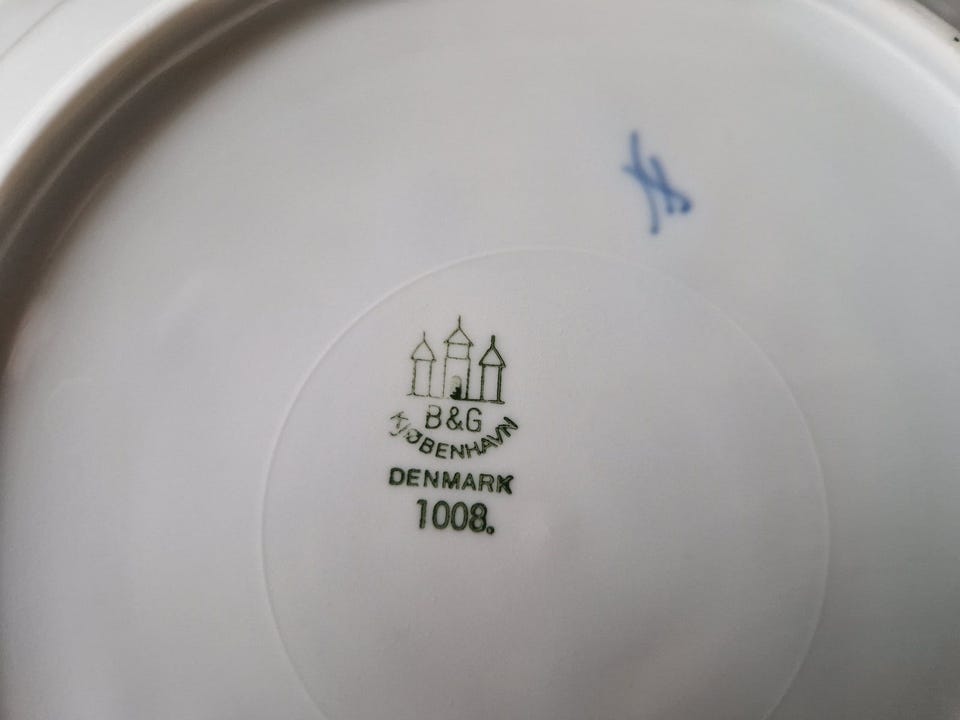 B&G
KJØBENHAVN
DENMARK
1008.